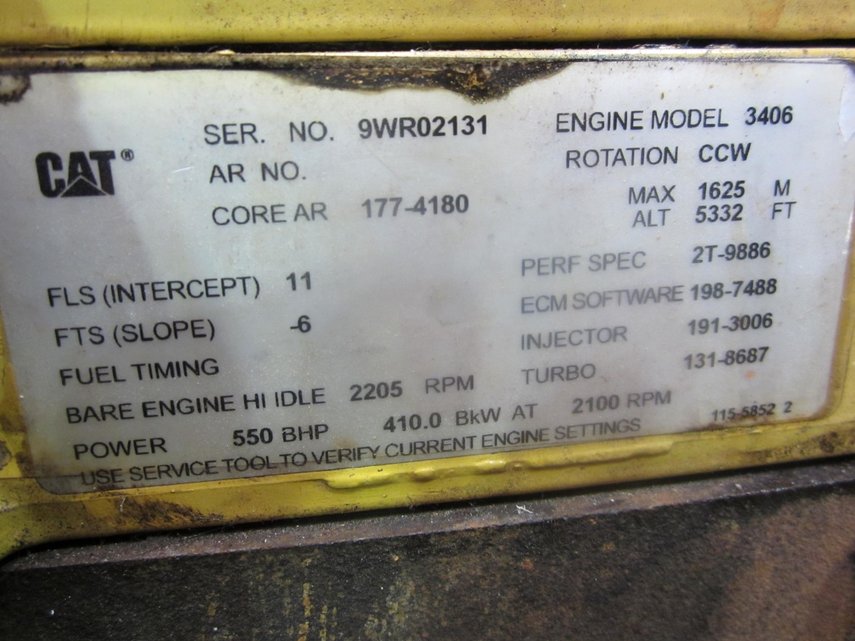 CAT®
SER. NO. 9WR02131
AR NO.
CORE AR 177-4180
ENGINE MODEL 3406
ROTATION CCW
MAX 1625 M
ALT 5332 FT
FLS (INTERCEPT) 11
FTS (SLOPE) -6
FUEL TIMING
PERF SPEC 2T-9886
ECM SOFTWARE 198-7488
INJECTOR 191-3006
TURBO 131-8687
BARE ENGINE HI IDLE 2205 RPM
POWER 550 BHP 410.0 BkW AT 2100 RPM
115-5852 2
USE SERVICE TOOL TO VERIFY CURRENT ENGINE SETTINGS